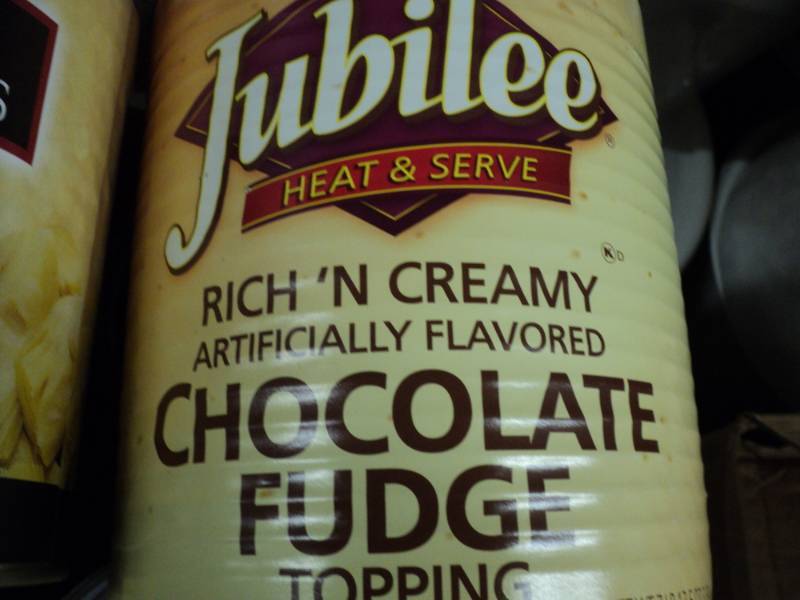 Jubilee
®
HEAT & SERVE
K D
RICH 'N CREAMY
ARTIFICIALLY FLAVORED
CHOCOLATE
FUDGE
TOPPING
S